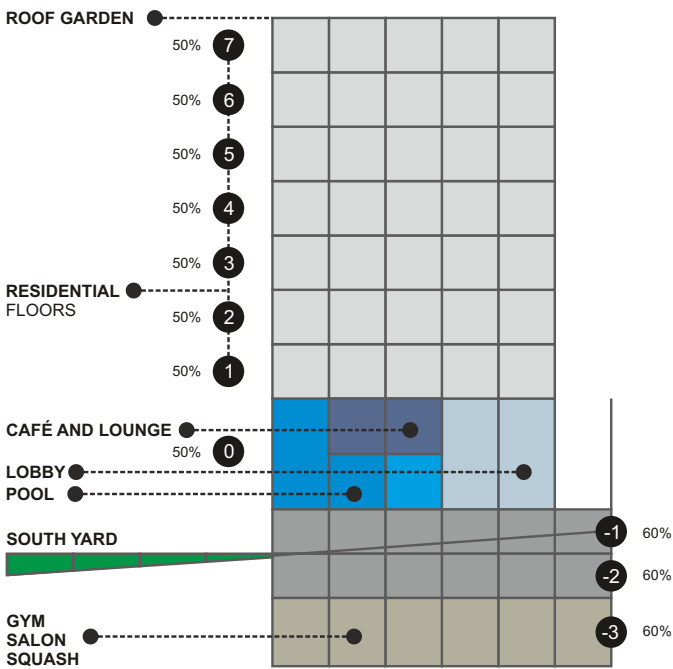 ROOF GARDEN
50% 7
50% 6
50% 5
50% 4
50% 3
RESIDENTIAL
FLOORS
50% 2
50% 1
CAFÉ AND LOUNGE
50% 0
LOBBY
POOL
SOUTH YARD
-1 60%
-2 60%
GYM
SALON
SQUASH
-3 60%